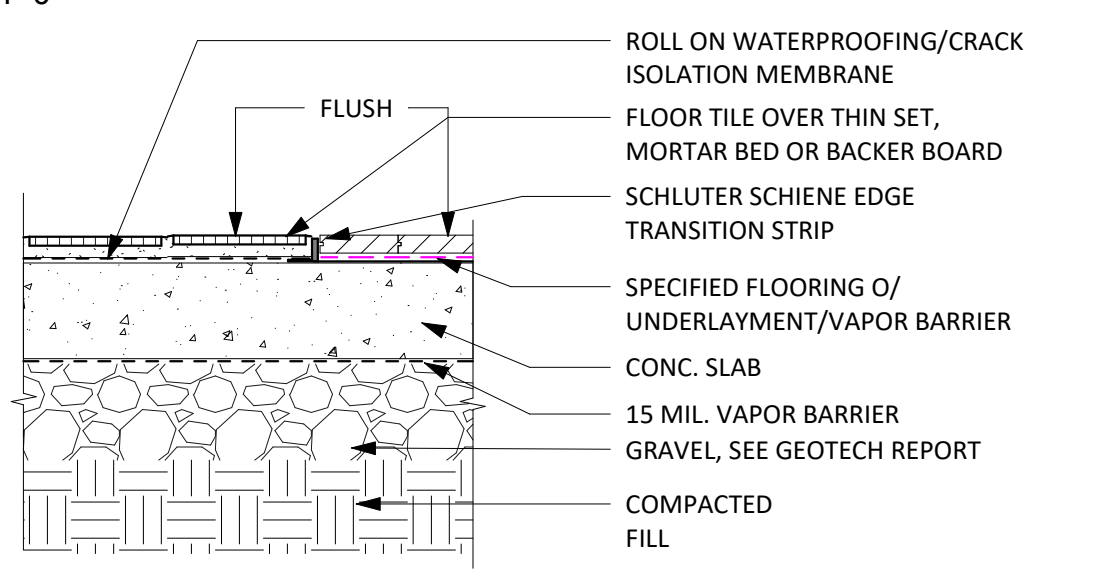 ROLL ON WATERPROOFING/CRACK
ISOLATION MEMBRANE
FLUSH
FLOOR TILE OVER THIN SET,
MORTAR BED OR BACKER BOARD
SCHLUTER SCHIENE EDGE
TRANSITION STRIP
SPECIFIED FLOORING O/
UNDERLAYMENT/VAPOR BARRIER
CONC. SLAB
15 MIL. VAPOR BARRIER
GRAVEL, SEE GEOTECH REPORT
COMPACTED
FILL